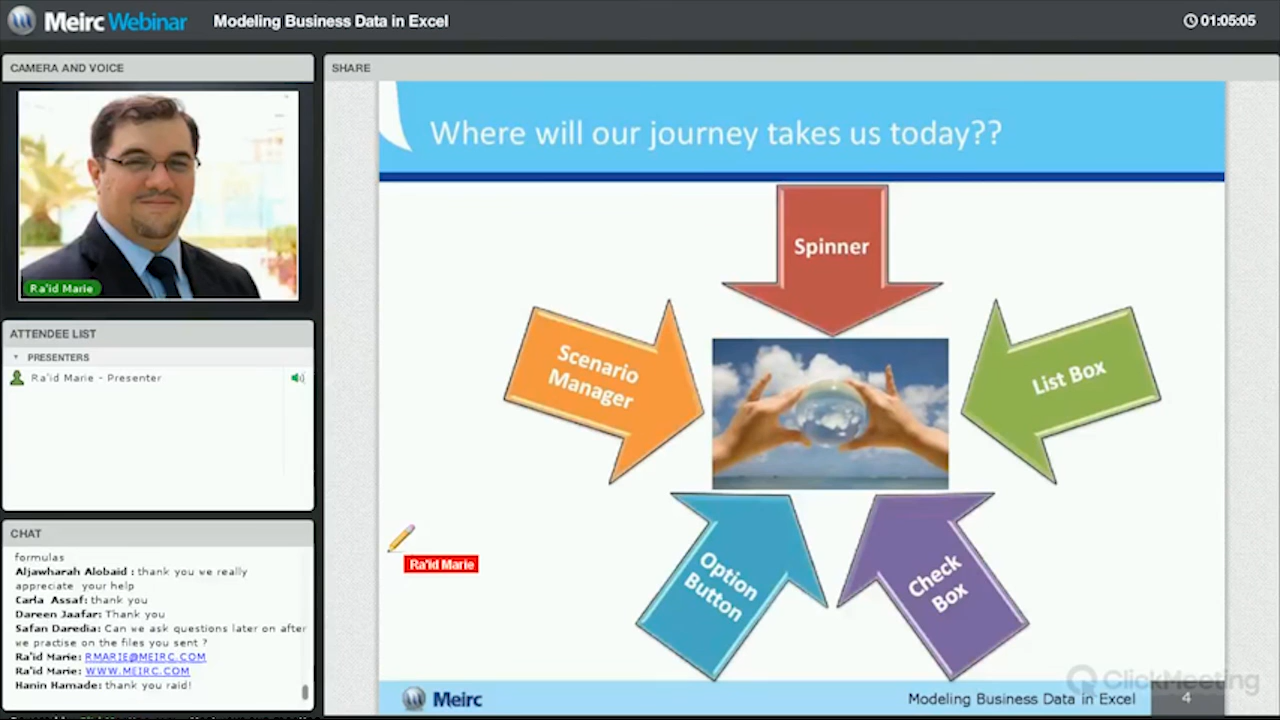 Meirc Webinar
Modeling Business Data in Excel
01:05:05
CAMERA AND VOICE
Ra'id Marie
ATTENDEE LIST
PRESENTERS
Ra'id Marie - Presenter
CHAT
formulas
Aljawharah Alobaid : thank you we really
appreciate your help
Carla Assaf: thank you
Dareen Jaafar: Thank you
Safan Daredia: Can we ask questions later on after
we practise on the files you sent ?
Ra'id Marie: RMARIE@MEIRC.COM
Ra'id Marie: WWW.MEIRC.COM
Hanin Hamade: thank you raid!
SHARE
Where will our journey takes us today??
Spinner
Scenario
Manager
List Box
Option
Button
Check
Box
Ra'id Marie
Meirc
Modeling Business Data in Excel
4
ClickMeeting